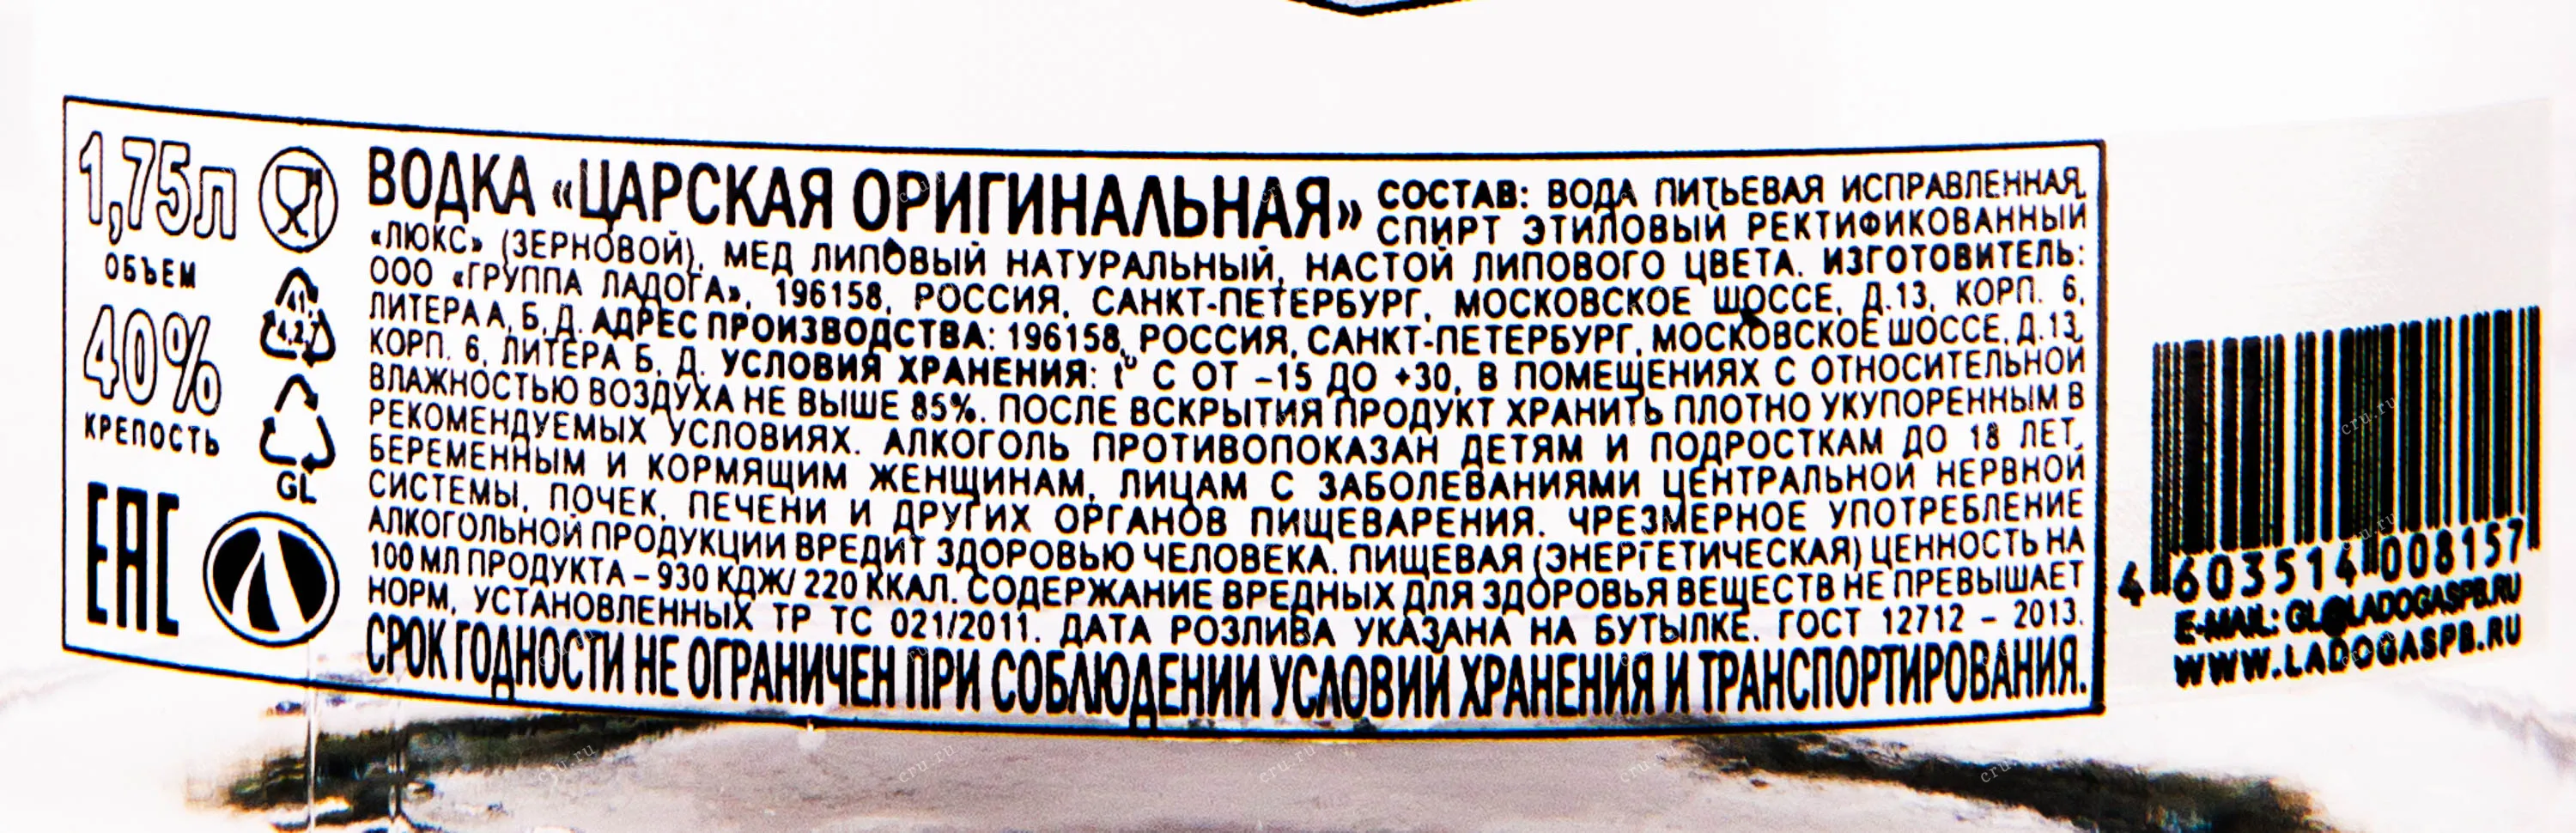 1,75л
ОБЪЕМ
40%
КРЕПОСТЬ
EAC
41
4.2.7
GL
ВОДКА «ЦАРСКАЯ ОРИГИНАЛЬНАЯ» СОСТАВ: ВОДА ПИТЬЕВАЯ ИСПРАВЛЕННАЯ,
СПИРТ ЭТИЛОВЫЙ РЕКТИФИКОВАННЫЙ
«ЛЮКС» (ЗЕРНОВОЙ), МЕД ЛИПОВЫЙ НАТУРАЛЬНЫЙ, НАСТОЙ ЛИПОВОГО ЦВЕТА. ИЗГОТОВИТЕЛЬ:
ООО «ГРУППА ЛАДОГА», 196158, РОССИЯ, САНКТ-ПЕТЕРБУРГ, МОСКОВСКОЕ ШОССЕ, Д.13, КОРП. 6,
ЛИТЕРА А, Б, Д. АДРЕС ПРОИЗВОДСТВА: 196158, РОССИЯ, САНКТ-ПЕТЕРБУРГ, МОСКОВСКОЕ ШОССЕ, Д.13,
КОРП. 6, ЛИТЕРА Б, Д. УСЛОВИЯ ХРАНЕНИЯ: t° С ОТ -15 ДО +30, В ПОМЕЩЕНИЯХ С ОТНОСИТЕЛЬНОЙ
ВЛАЖНОСТЬЮ ВОЗДУХА НЕ ВЫШЕ 85%. ПОСЛЕ ВСКРЫТИЯ ПРОДУКТ ХРАНИТЬ ПЛОТНО УКУПОРЕННЫМ В
РЕКОМЕНДУЕМЫХ УСЛОВИЯХ. АЛКОГОЛЬ ПРОТИВОПОКАЗАН ДЕТЯМ И ПОДРОСТКАМ ДО 18 ЛЕТ,
БЕРЕМЕННЫМ И КОРМЯЩИМ ЖЕНЩИНАМ, ЛИЦАМ С ЗАБОЛЕВАНИЯМИ ЦЕНТРАЛЬНОЙ НЕРВНОЙ
СИСТЕМЫ, ПОЧЕК, ПЕЧЕНИ И ДРУГИХ ОРГАНОВ ПИЩЕВАРЕНИЯ. ЧРЕЗМЕРНОЕ УПОТРЕБЛЕНИЕ
АЛКОГОЛЬНОЙ ПРОДУКЦИИ ВРЕДИТ ЗДОРОВЬЮ ЧЕЛОВЕКА. ПИЩЕВАЯ (ЭНЕРГЕТИЧЕСКАЯ) ЦЕННОСТЬ НА
100 МЛ ПРОДУКТА – 930 КДЖ/ 220 ККАЛ. СОДЕРЖАНИЕ ВРЕДНЫХ ДЛЯ ЗДОРОВЬЯ ВЕЩЕСТВ НЕ ПРЕВЫШАЕТ
НОРМ, УСТАНОВЛЕННЫХ ТР ТС 021/2011. ДАТА РОЗЛИВА УКАЗАНА НА БУТЫЛКЕ. ГОСТ 12712 – 2013.
СРОК ГОДНОСТИ НЕ ОГРАНИЧЕН ПРИ СОБЛЮДЕНИИ УСЛОВИЙ ХРАНЕНИЯ И ТРАНСПОРТИРОВАНИЯ.
4 603514 008157
E-MAIL: GL@LADOGASPB.RU
WWW.LADOGASPB.RU
cru.ru